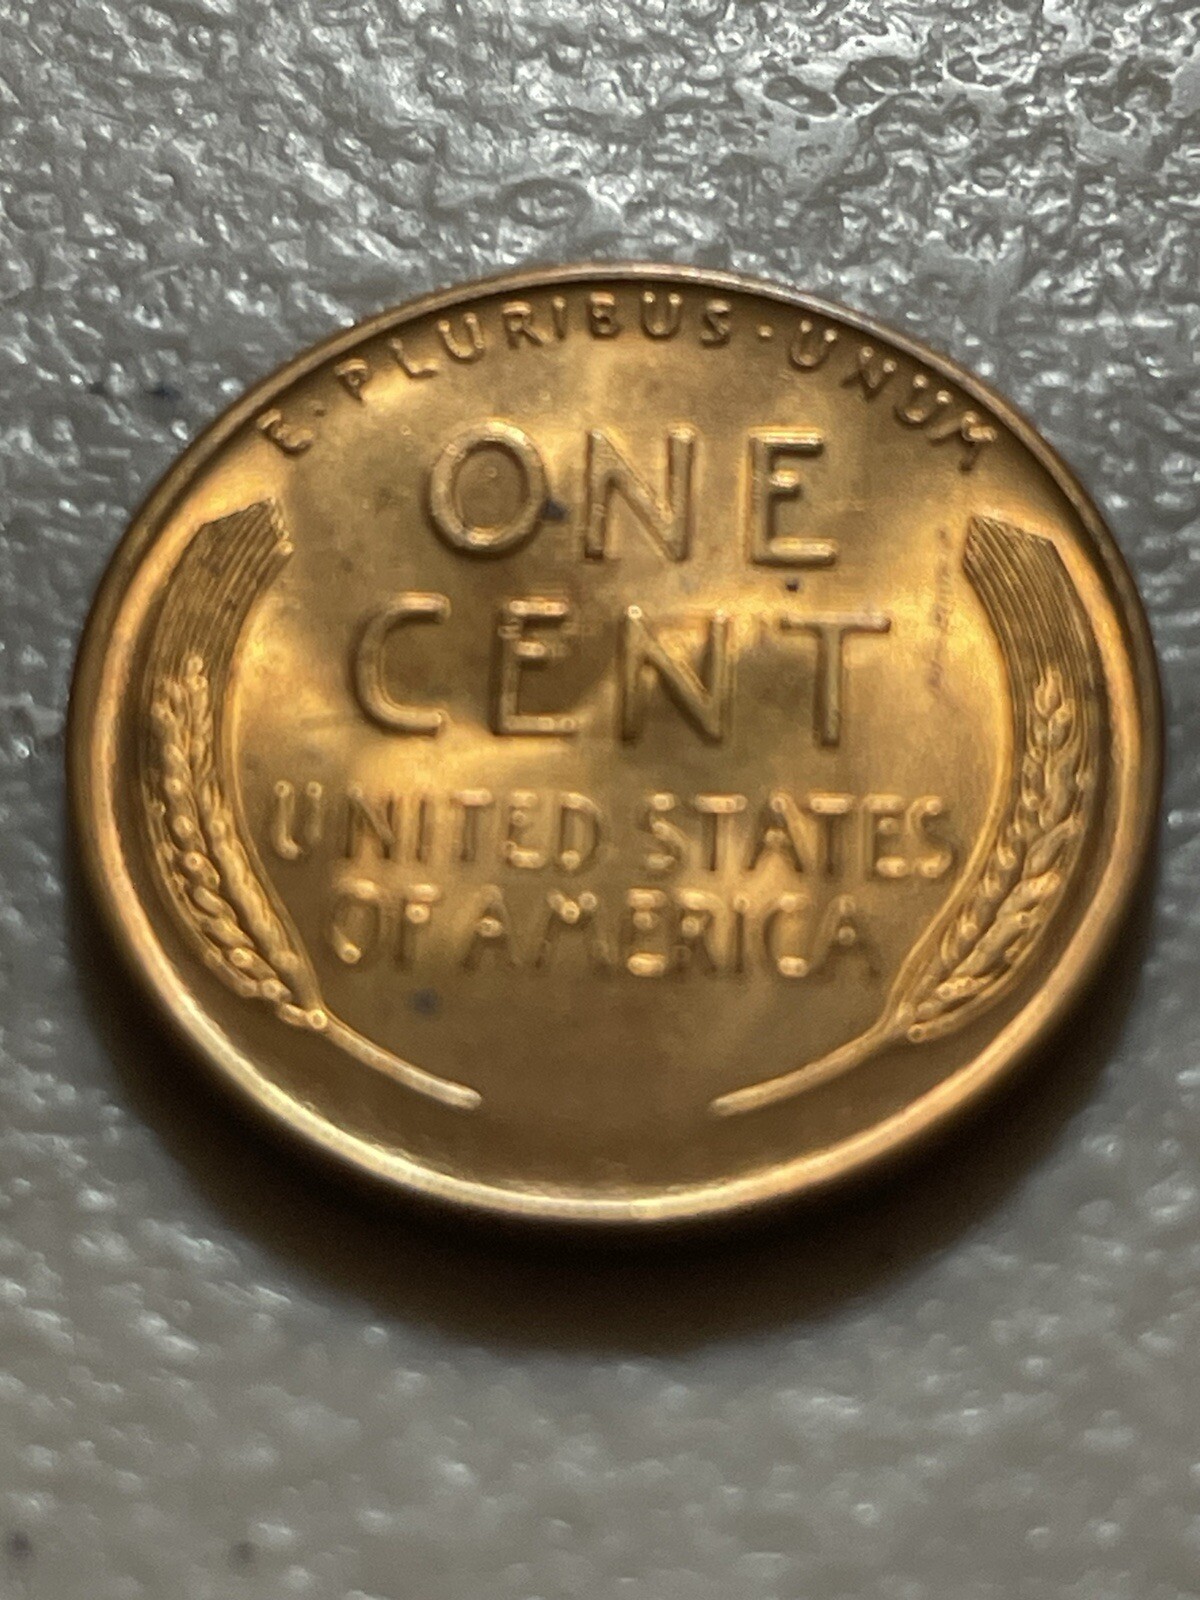 E·PLURIBUS·UNUM
ONE
CENT
UNITED STATES
OF AMERICA